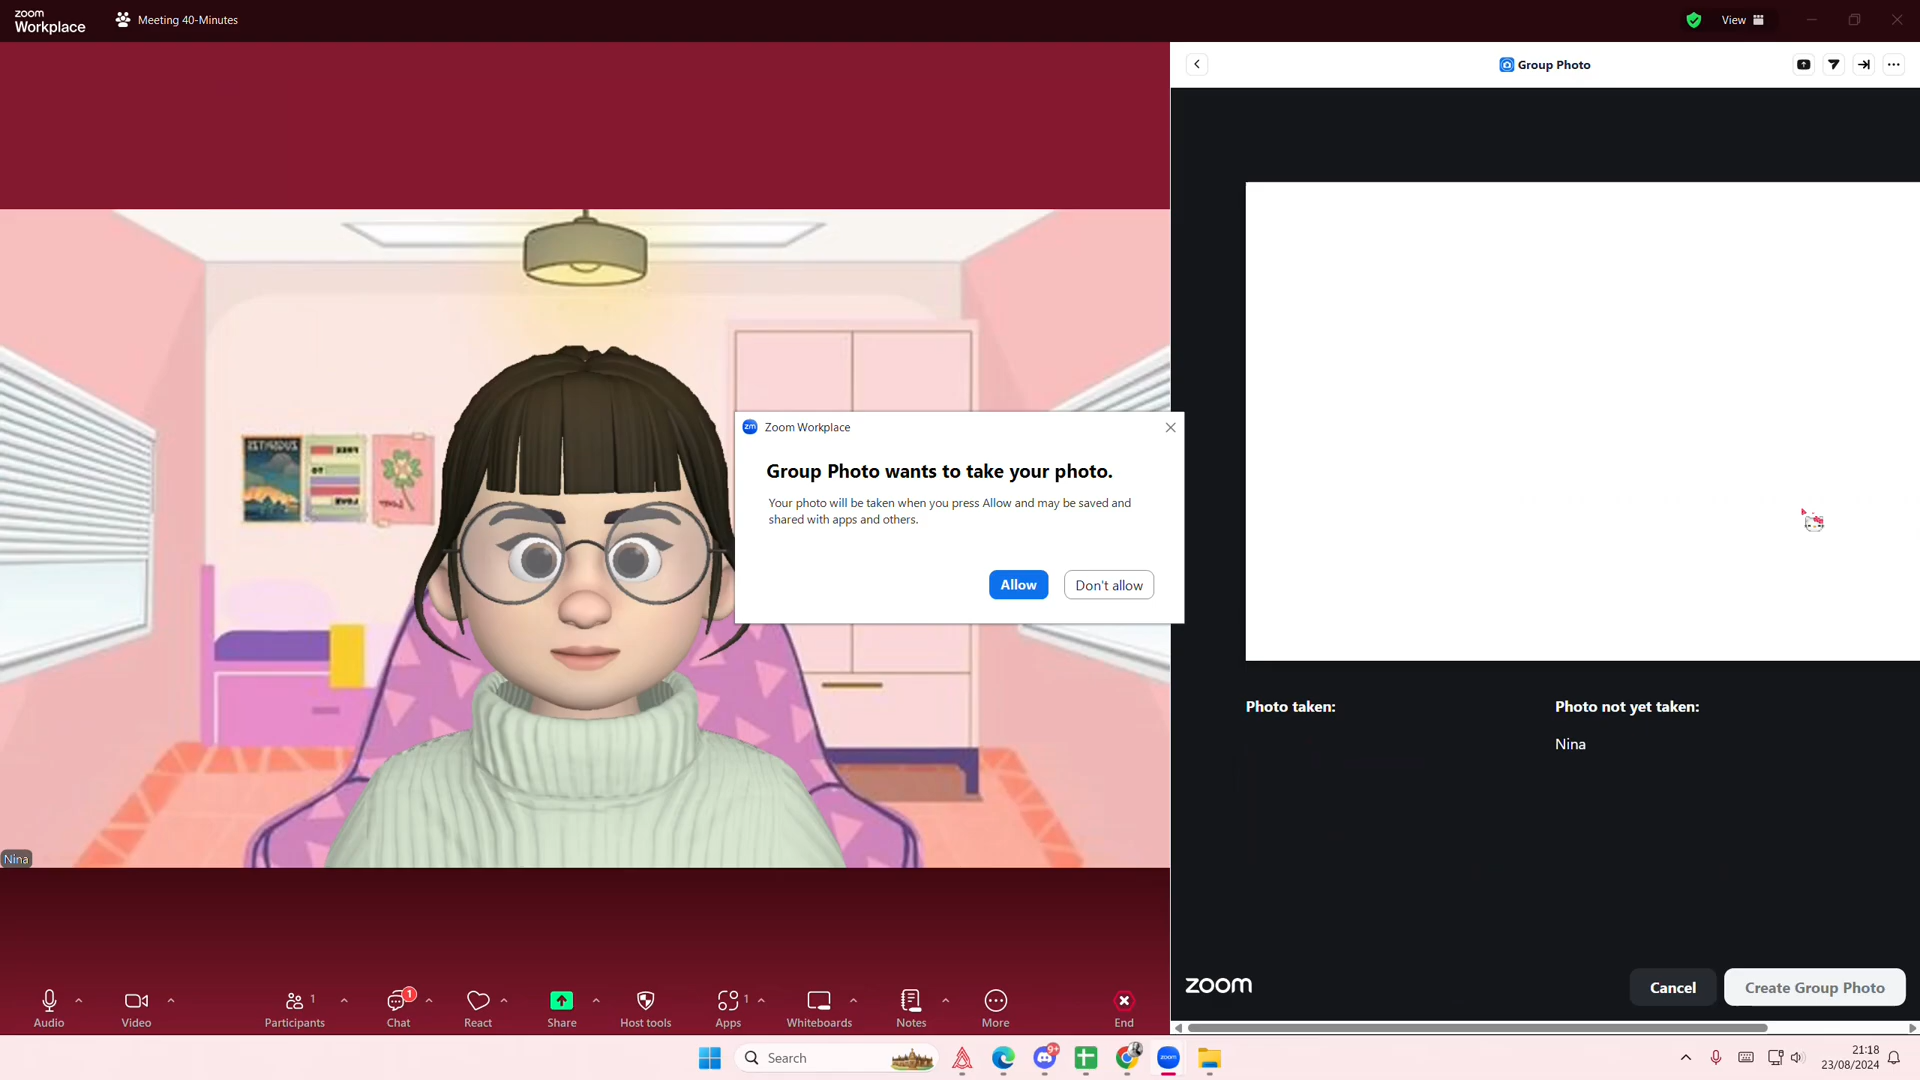 zoom
Workplace
Meeting 40-Minutes
View
Group Photo
Zoom Workplace
Group Photo wants to take your photo.
Your photo will be taken when you press Allow and may be saved and
shared with apps and others.
Allow
Don't allow
Photo taken:
Photo not yet taken:
Nina
Nina
zoom
Cancel
Create Group Photo
Audio
Video
1
Participants
1
Chat
React
Share
Host tools
1
Apps
Whiteboards
Notes
More
End
Search
9+
zoom
21:18
23/08/2024